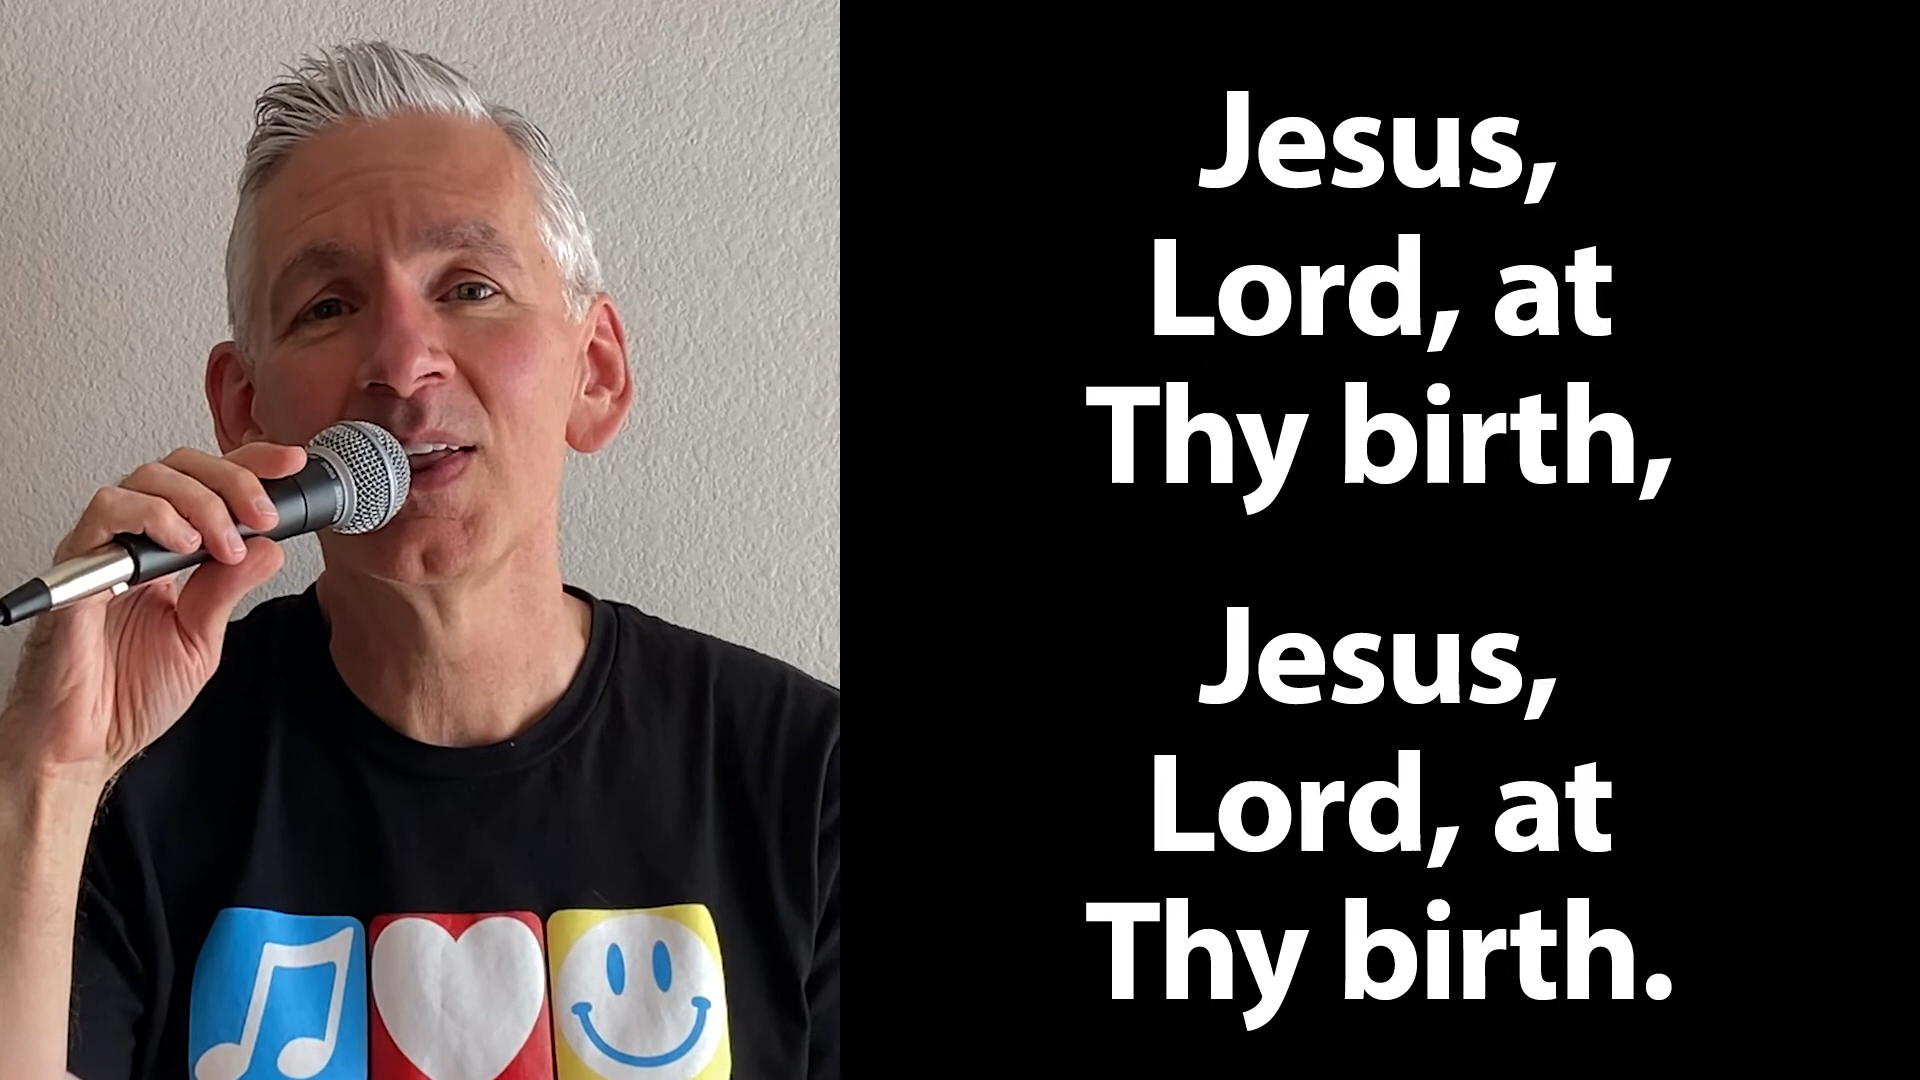 Jesus,
Lord, at
Thy birth,
Jesus,
Lord, at
Thy birth.